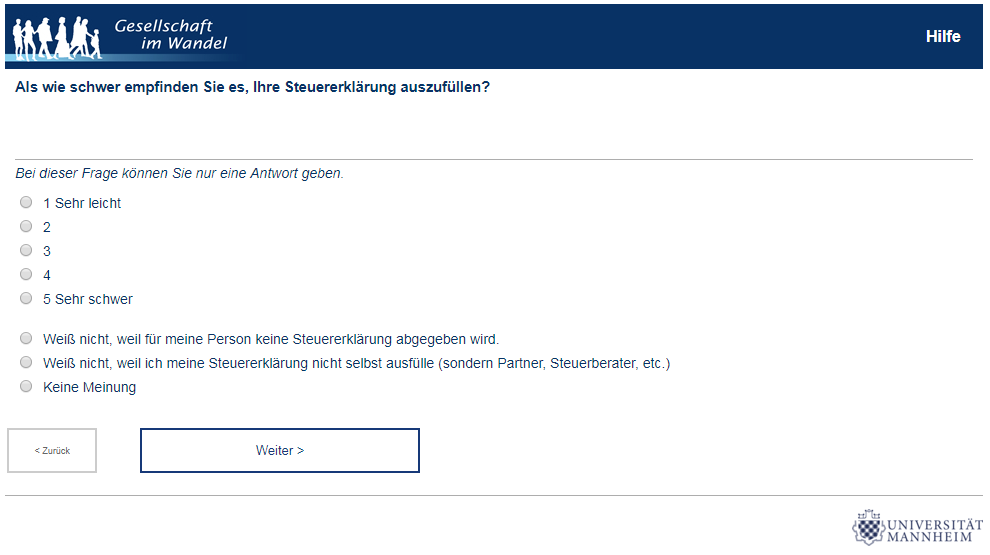 Gesellschaft
im Wandel
Hilfe
Als wie schwer empfinden Sie es, Ihre Steuererklärung auszufüllen?
Bei dieser Frage können Sie nur eine Antwort geben.
1 Sehr leicht
2
3
4
5 Sehr schwer
Weiß nicht, weil für meine Person keine Steuererklärung abgegeben wird.
Weiß nicht, weil ich meine Steuererklärung nicht selbst ausfülle (sondern Partner, Steuerberater, etc.)
Keine Meinung
< Zurück
Weiter >
UNIVERSITÄT
MANNHEIM